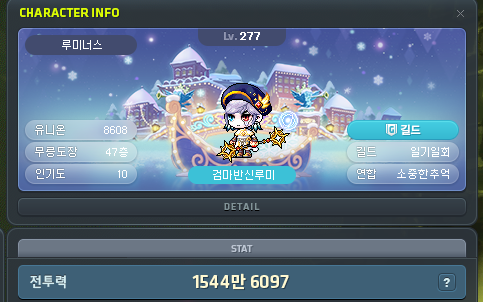 CHARACTER INFO
루미너스
Lv. 277
유니온 8608
길드
무릉도장 47층
길드 일기일회
인기도 10
검마반신루미
연합 소중한추억
DETAIL
STAT
전투력 1544만 6097 ?